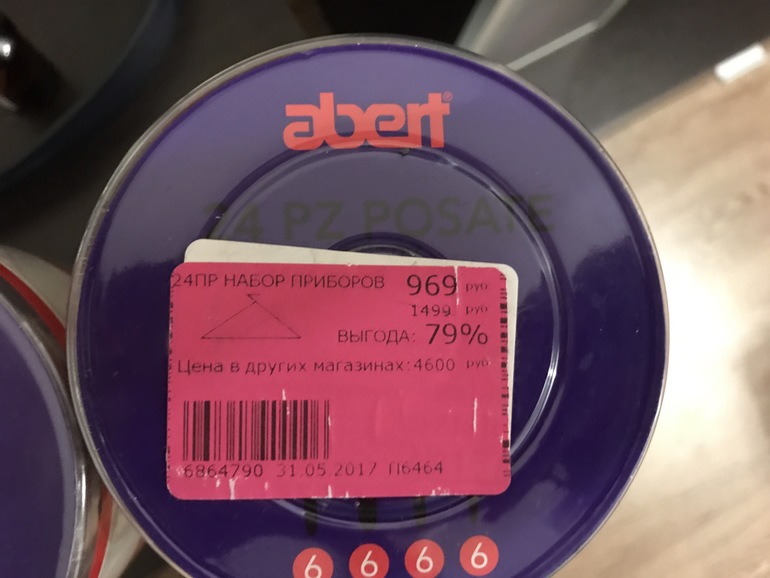 abert®
24 PZ POSATE
24ПР НАБОР ПРИБОРОВ 969 руб
1499 руб
ВЫГОДА: 79%
Цена в других магазинах:4600 руб
6864790 31.05.2017 П6464
6 6 6 6